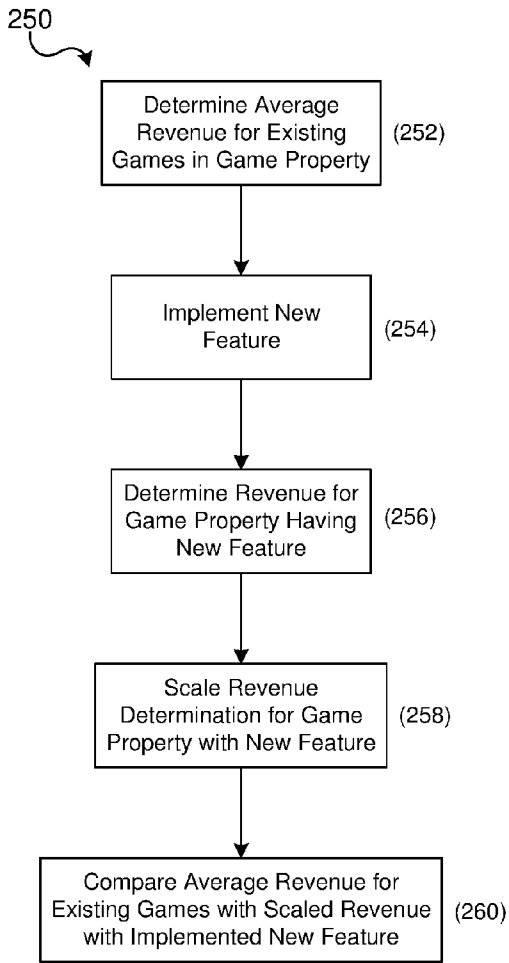 250
Determine Average
Revenue for Existing
Games in Game Property
(252)
Implement New
Feature
(254)
Determine Revenue for
Game Property Having
New Feature
(256)
Scale Revenue
Determination for Game
Property with New Feature
(258)
Compare Average Revenue for
Existing Games with Scaled Revenue
with Implemented New Feature
(260)